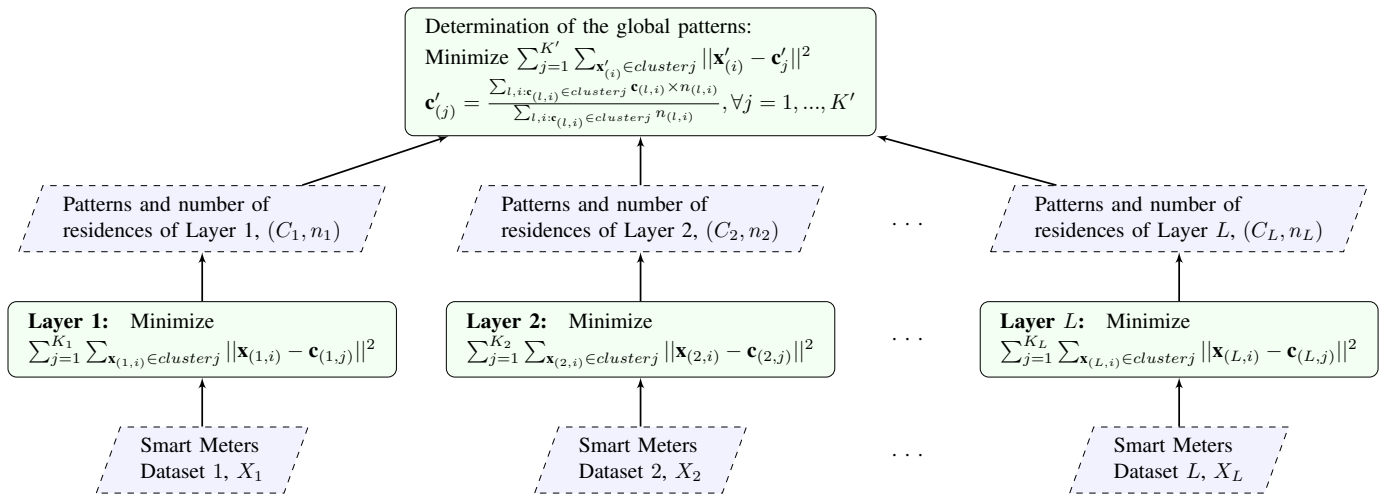 Determination of the global patterns:
Minimize $\sum_{j=1}^{K'} \sum_{\mathbf{x}'_{(i)} \in cluster j} ||\mathbf{x}'_{(i)} - \mathbf{c}'_j||^2$
$\mathbf{c}'_{(j)} = \frac{\sum_{l,i:\mathbf{c}_{(l,i)} \in cluster j} \mathbf{c}_{(l,i)} \times n_{(l,i)}}{\sum_{l,i:\mathbf{c}_{(l,i)} \in cluster j} n_{(l,i)}}, \forall j = 1, ..., K'$
Patterns and number of
residences of Layer 1, $(C_1, n_1)$
Patterns and number of
residences of Layer 2, $(C_2, n_2)$
. . .
Patterns and number of
residences of Layer $L$, $(C_L, n_L)$
Layer 1: Minimize
$\sum_{j=1}^{K_1} \sum_{\mathbf{x}_{(1,i)} \in cluster j} ||\mathbf{x}_{(1,i)} - \mathbf{c}_{(1,j)}||^2$
Layer 2: Minimize
$\sum_{j=1}^{K_2} \sum_{\mathbf{x}_{(2,i)} \in cluster j} ||\mathbf{x}_{(2,i)} - \mathbf{c}_{(2,j)}||^2$
. . .
Layer $L$: Minimize
$\sum_{j=1}^{K_L} \sum_{\mathbf{x}_{(L,i)} \in cluster j} ||\mathbf{x}_{(L,i)} - \mathbf{c}_{(L,j)}||^2$
Smart Meters
Dataset 1, $X_1$
Smart Meters
Dataset 2, $X_2$
. . .
Smart Meters
Dataset $L$, $X_L$